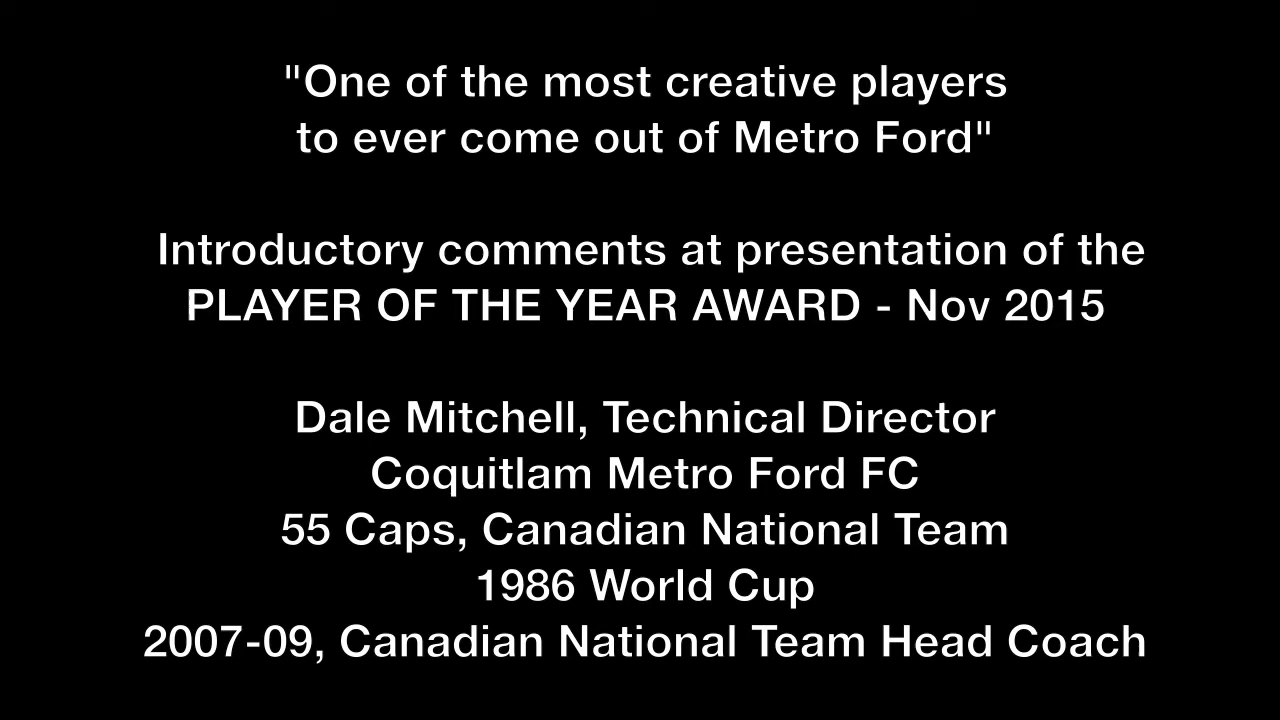 "One of the most creative players
to ever come out of Metro Ford"
Introductory comments at presentation of the
PLAYER OF THE YEAR AWARD - Nov 2015
Dale Mitchell, Technical Director
Coquitlam Metro Ford FC
55 Caps, Canadian National Team
1986 World Cup
2007-09, Canadian National Team Head Coach